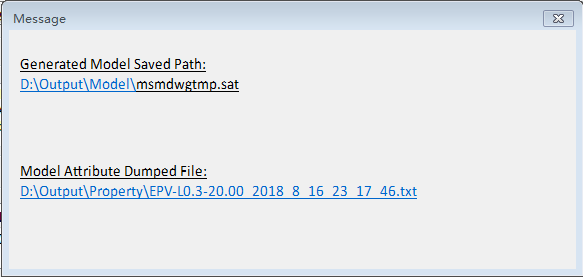 Message
Generated Model Saved Path:
D:\Output\Model\msmdwgtmp.sat
Model Attribute Dumped File:
D:\Output\Property\EPV-L0.3-20.00_2018_8_16_23_17_46.txt